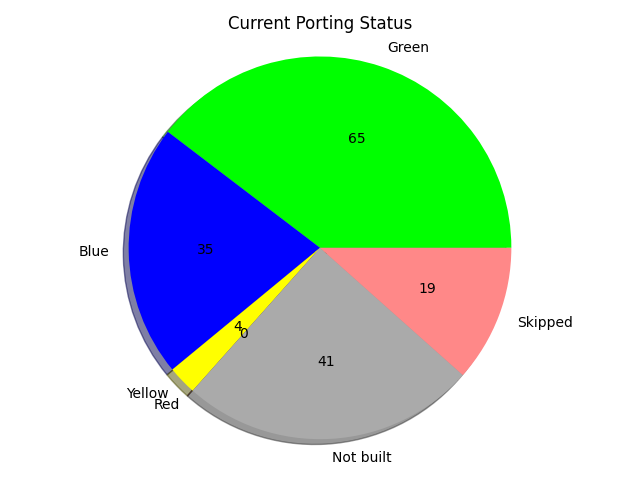 Current Porting Status
Green
65
Blue
35
Yellow
4
Red
0
Not built
41
Skipped
19